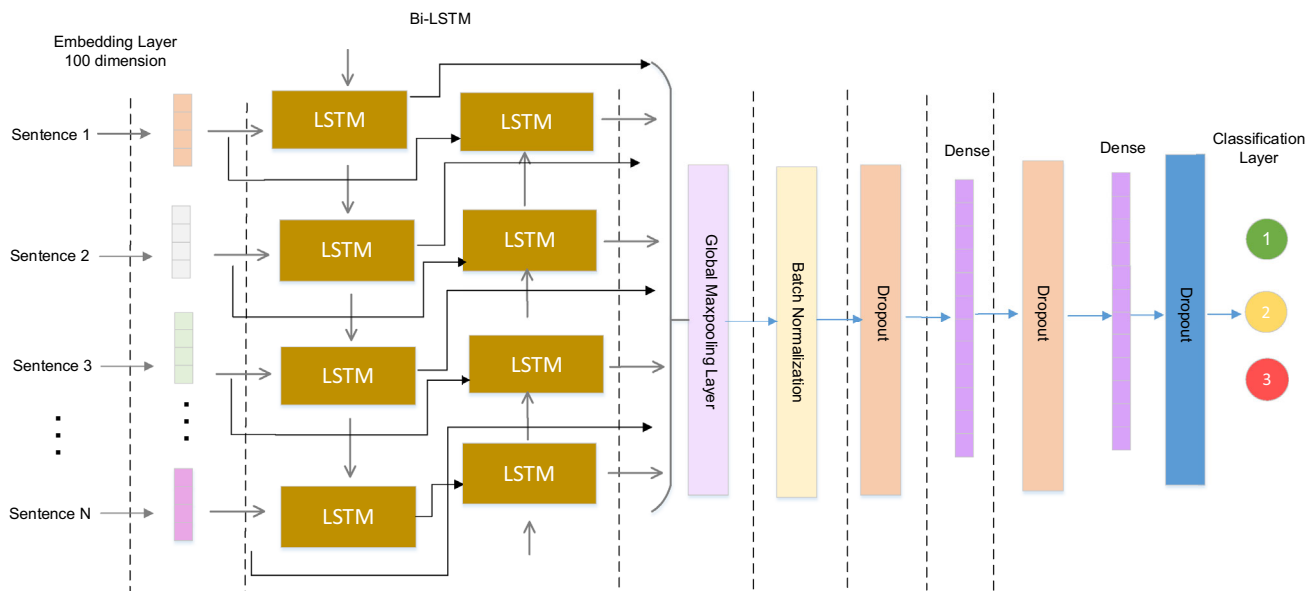 Bi-LSTM
Embedding Layer
100 dimension
Sentence 1
Sentence 2
Sentence 3
Sentence N
LSTM
LSTM
LSTM
LSTM
LSTM
LSTM
LSTM
LSTM
Global Maxpooling Layer
Batch Normalization
Dropout
Dense
Dropout
Dense
Dropout
Classification
Layer
1
2
3